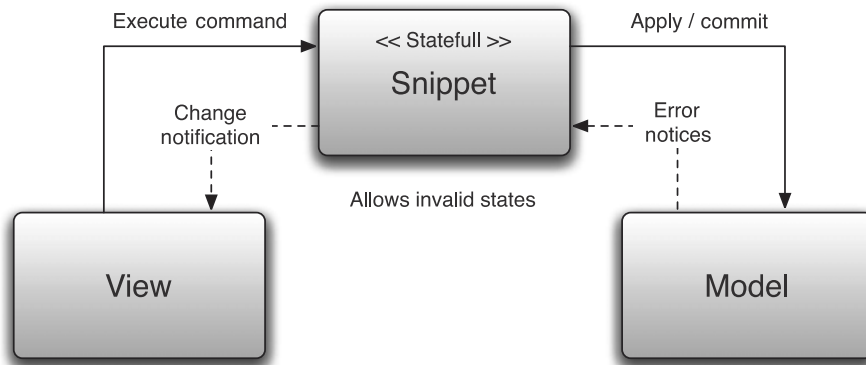 Execute command
<< Statefull >>
Snippet
Apply / commit
Change
notification
Error
notices
Allows invalid states
View
Model